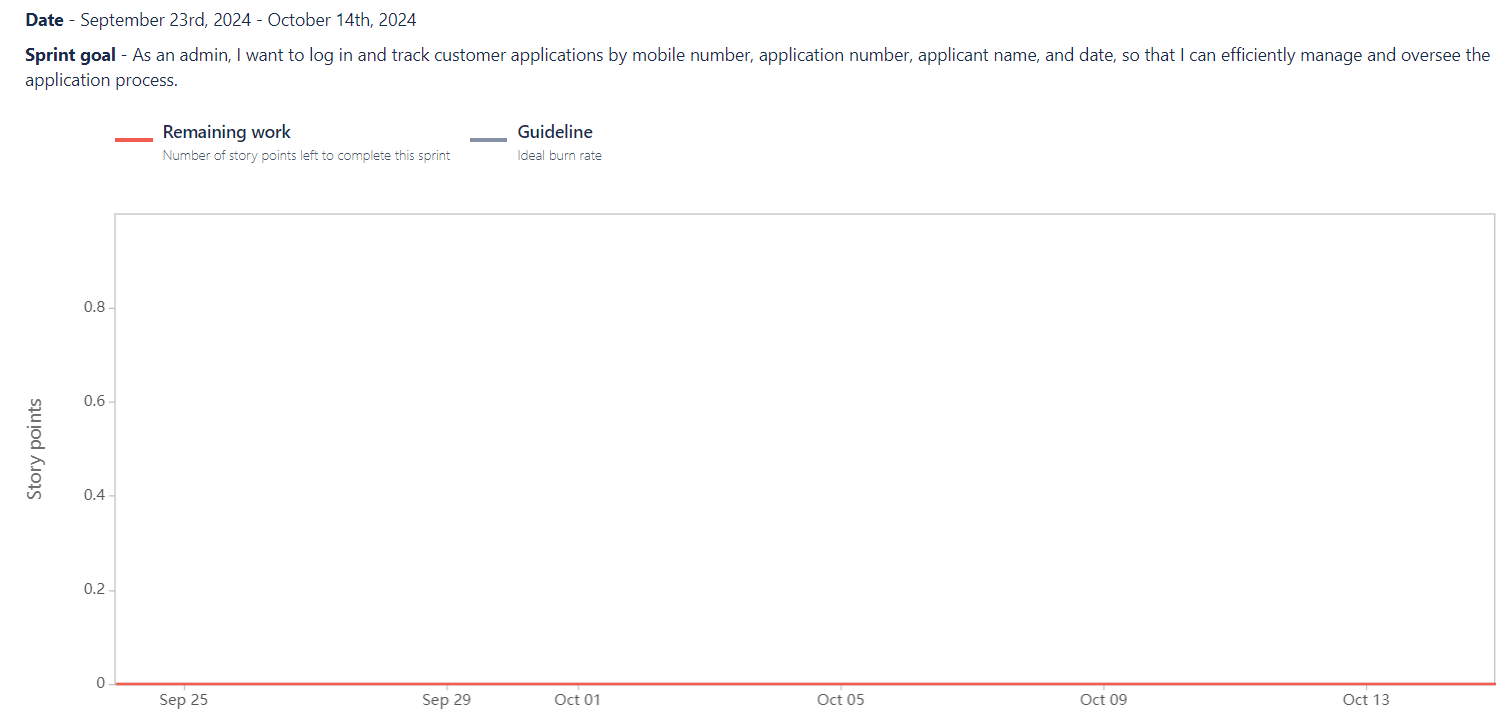 Date - September 23rd, 2024 - October 14th, 2024
Sprint goal - As an admin, I want to log in and track customer applications by mobile number, application number, applicant name, and date, so that I can efficiently manage and oversee the
application process.
Remaining work
Number of story points left to complete this sprint
Guideline
Ideal burn rate
Story points
0.8
0.6
0.4
0.2
0
Sep 25 Sep 29 Oct 01 Oct 05 Oct 09 Oct 13